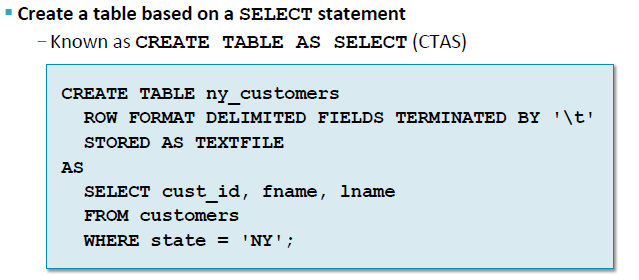 ▪ Create a table based on a SELECT statement
– Known as CREATE TABLE AS SELECT (CTAS)
CREATE TABLE ny_customers
ROW FORMAT DELIMITED FIELDS TERMINATED BY '\t'
STORED AS TEXTFILE
AS
SELECT cust_id, fname, lname
FROM customers
WHERE state = 'NY';